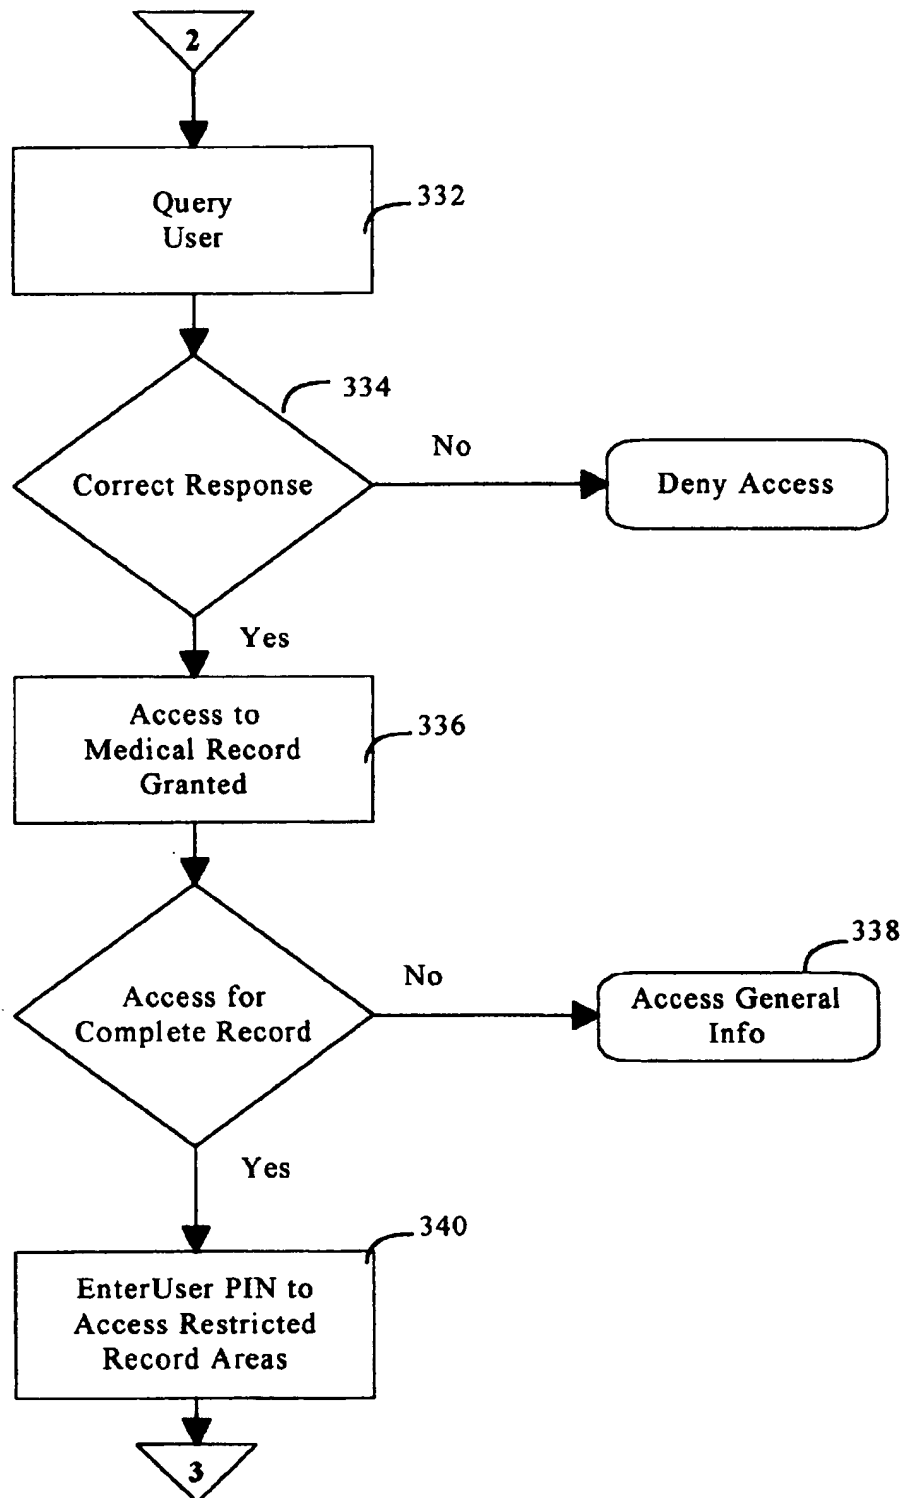 2
Query
User
332
334
Correct Response
No
Deny Access
Yes
Access to
Medical Record
Granted
336
Access for
Complete Record
No
338
Access General
Info
Yes
340
EnterUser PIN to
Access Restricted
Record Areas
3